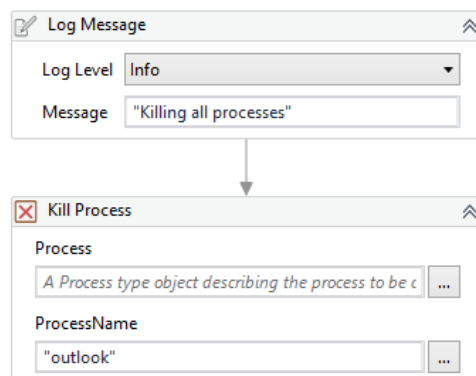 Log Message
Log Level Info
Message "Killing all processes"
Kill Process
Process
A Process type object describing the process to be c ...
ProcessName
"outlook" ...